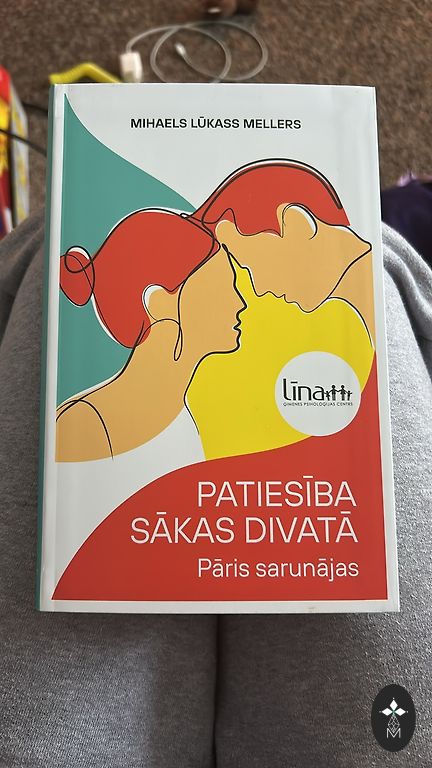 MIHAELS LŪKASS MELLERS
līna
ĢIMENES PSIHOLOĢIJAS CENTRS
PATIESĪBA
SĀKAS DIVATĀ
Pāris sarunājas